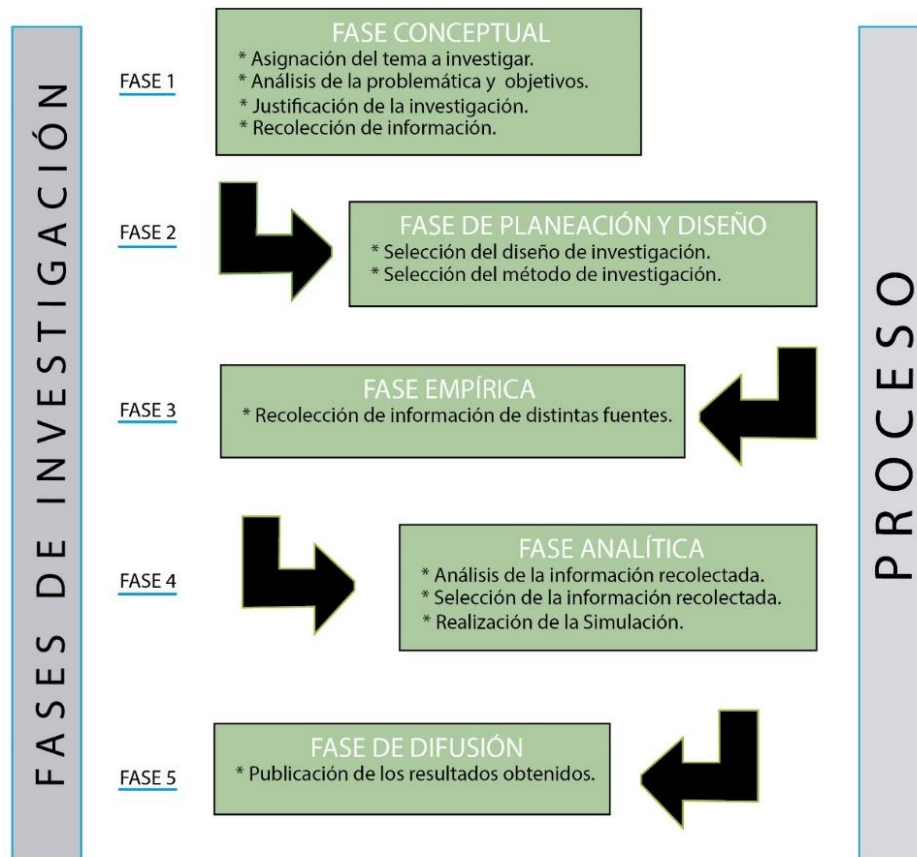 FASES DE INVESTIGACIÓN
FASE 1
FASE CONCEPTUAL
* Asignación del tema a investigar.
* Análisis de la problemática y objetivos.
* Justificación de la investigación.
* Recolección de información.
FASE 2
FASE DE PLANEACIÓN Y DISEÑO
* Selección del diseño de investigación.
* Selección del método de investigación.
FASE 3
FASE EMPÍRICA
* Recolección de información de distintas fuentes.
FASE 4
FASE ANALÍTICA
* Análisis de la información recolectada.
* Selección de la información recolectada.
* Realización de la Simulación.
FASE 5
FASE DE DIFUSIÓN
* Publicación de los resultados obtenidos.
PROCESO